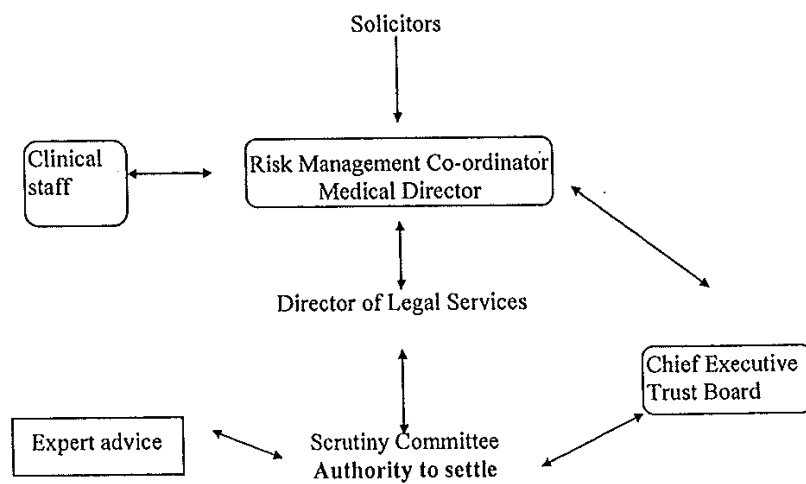 Solicitors
Clinical
staff
Risk Management Co-ordinator
Medical Director
Director of Legal Services
Chief Executive
Trust Board
Expert advice
Scrutiny Committee
Authority to settle